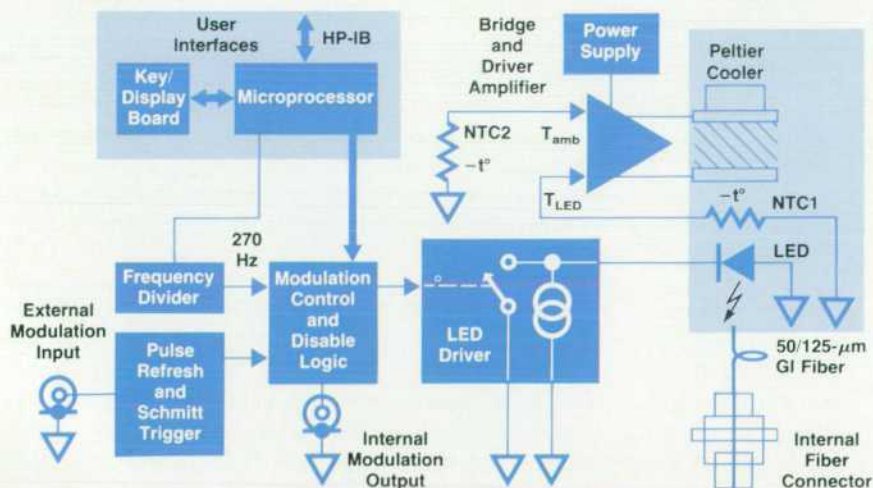 User
Interfaces
HP-IB
Key/
Display
Board
Microprocessor
Bridge
and
Driver
Amplifier
Power
Supply
Peltier
Cooler
NTC2
−t°
Tamb
TLED
−t°
NTC1
LED
270
Hz
Frequency
Divider
Modulation
Control
and
Disable
Logic
LED
Driver
External
Modulation
Input
Pulse
Refresh
and
Schmitt
Trigger
Internal
Modulation
Output
50/125-μm
GI Fiber
Internal
Fiber
Connector